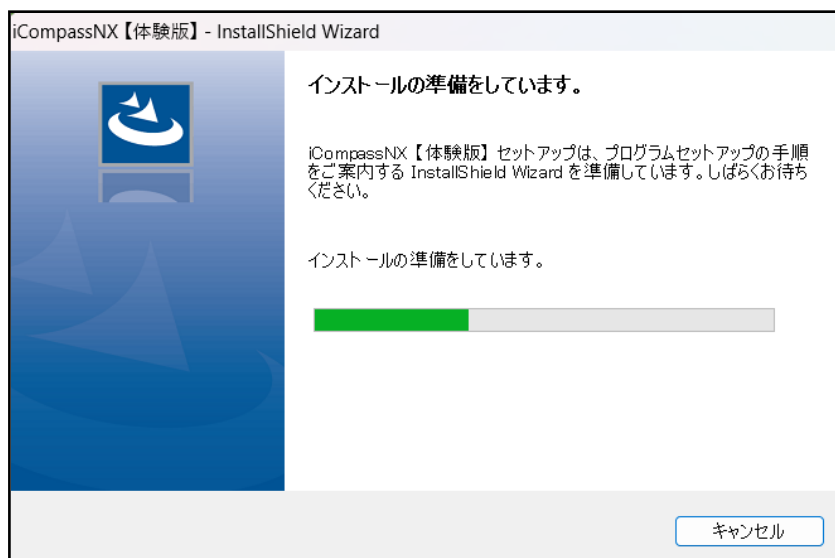 iCompassNX【体験版】 - InstallShield Wizard
インストールの準備をしています。
iCompassNX【体験版】 セットアップは、プログラムセットアップの手順
をご案内する InstallShield Wizard を準備しています。しばらくお待ち
ください。
インストールの準備をしています。
キャンセル